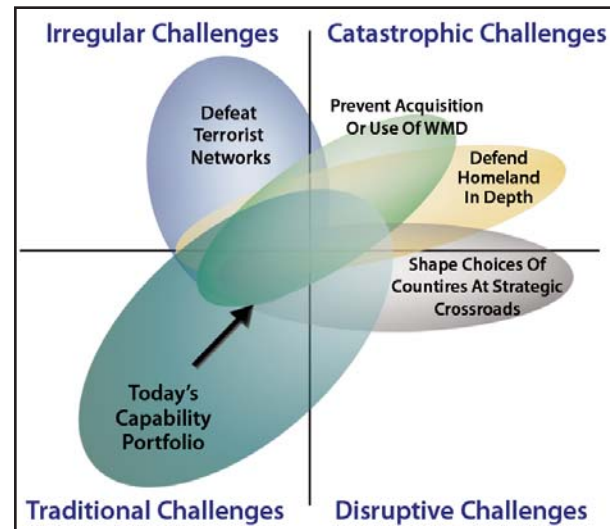 Irregular Challenges
Catastrophic Challenges
Defeat
Terrorist
Networks
Prevent Acquisition
Or Use Of WMD
Defend
Homeland
In Depth
Shape Choices Of
Countires At Strategic
Crossroads
Today's
Capability
Portfolio
Traditional Challenges
Disruptive Challenges